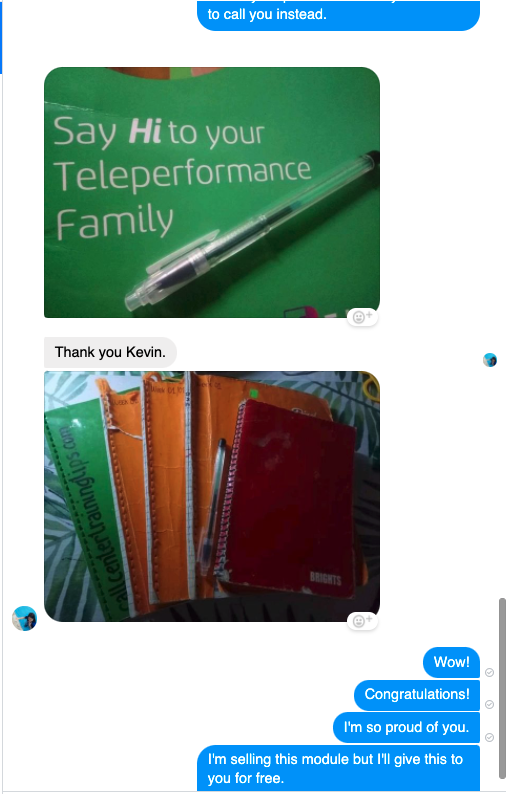 to call you instead.
Say Hi to your
Teleperformance
Family
Thank you Kevin.
callcentertrainingtips.com
BRIGHTS
Wow!
Congratulations!
I'm so proud of you.
I'm selling this module but I'll give this to
you for free.